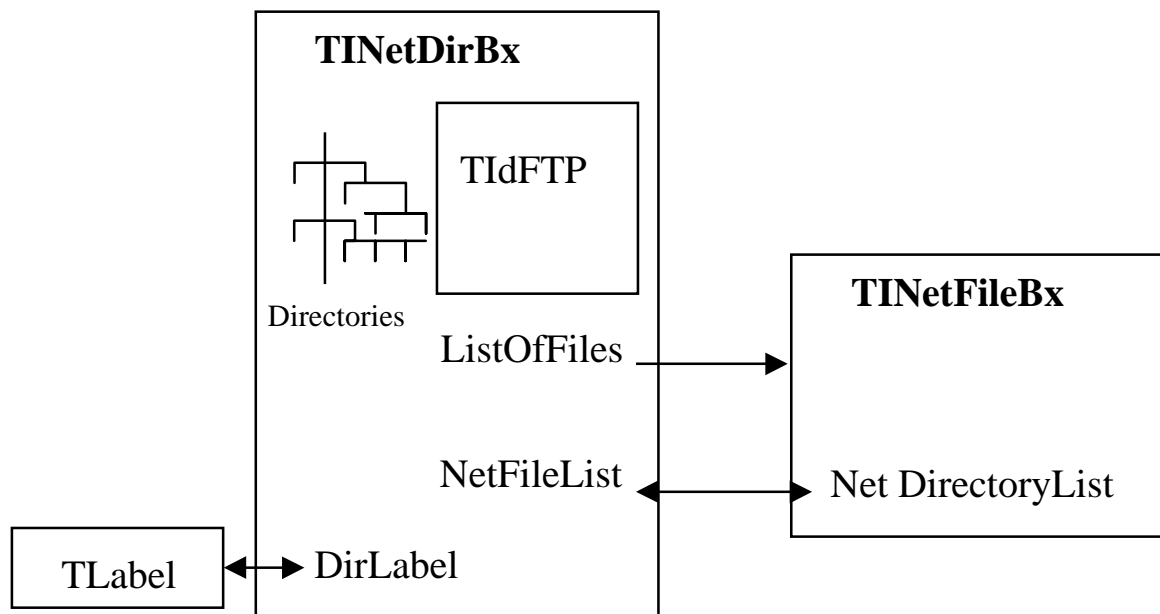 TINetDirBx
TIdFTP
Directories
TINetFileBx
ListOfFiles
NetFileList
Net DirectoryList
TLabel
DirLabel